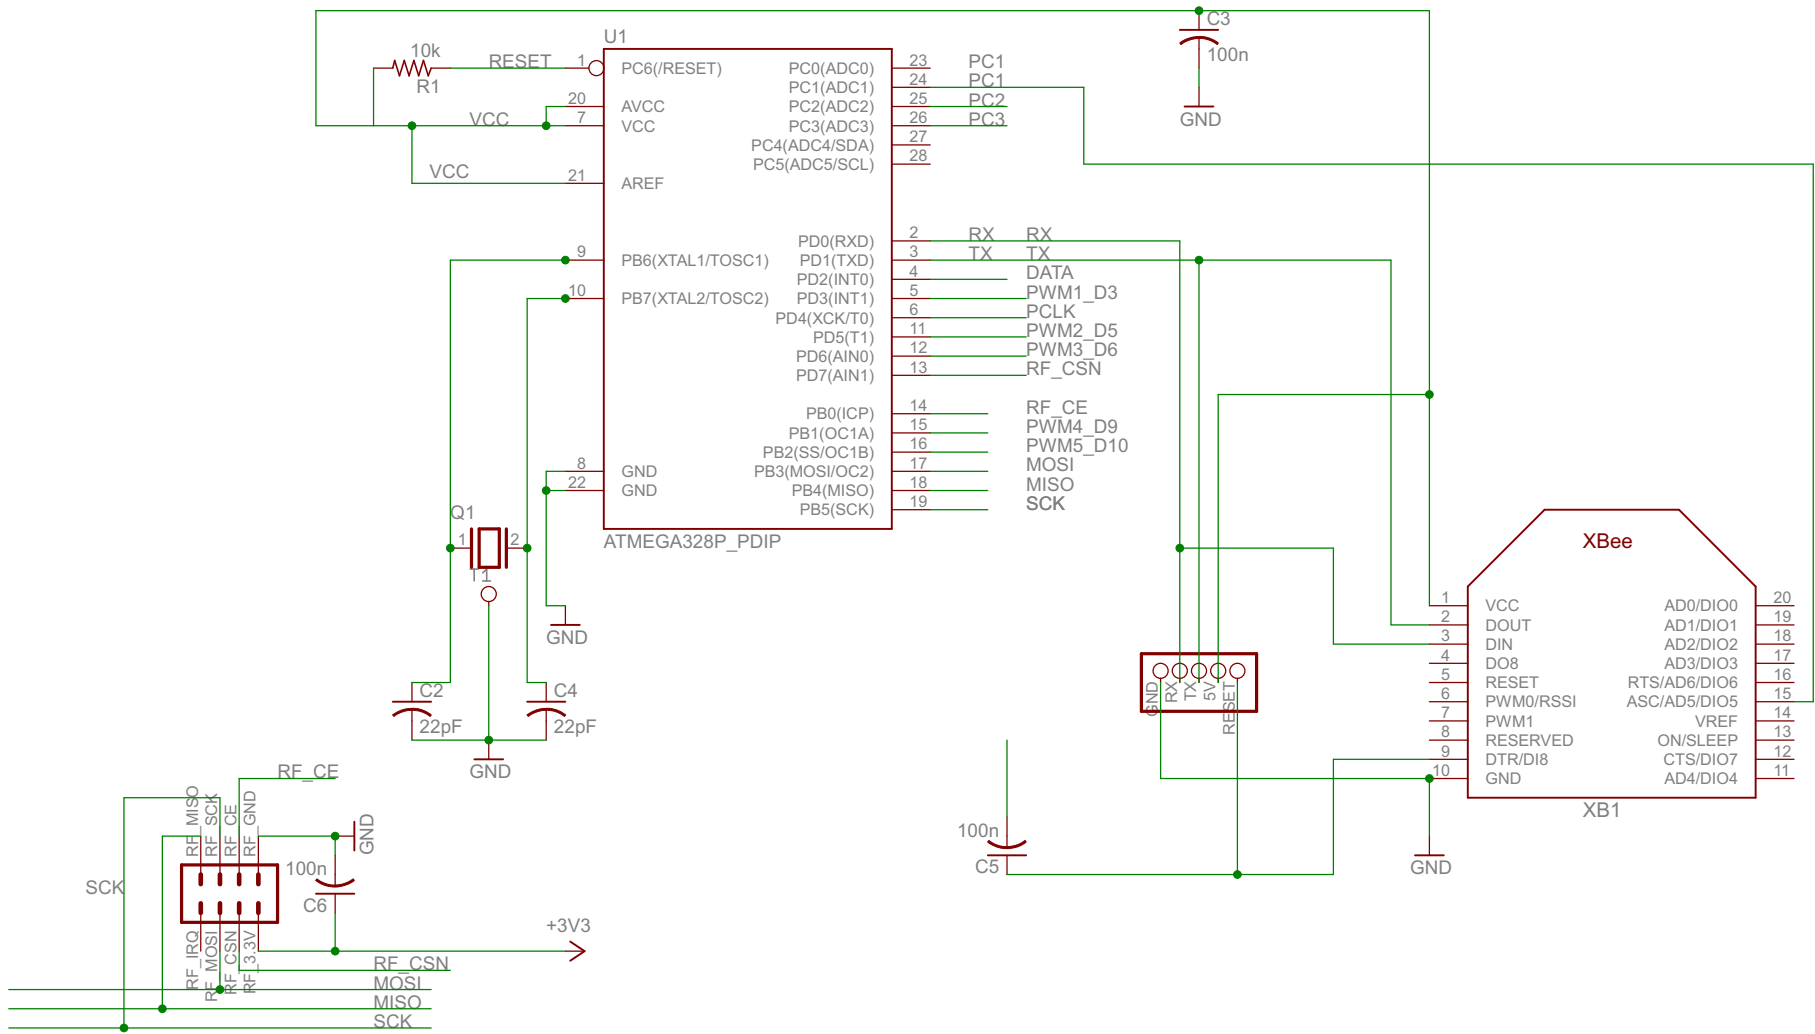 C3
100n
GND
U1
10k
R1
RESET
VCC
VCC
1 PC6(/RESET)
20 AVCC
7 VCC
21 AREF
9 PB6(XTAL1/TOSC1)
10 PB7(XTAL2/TOSC2)
8 GND
22 GND
PC0(ADC0) 23 PC1
PC1(ADC1) 24 PC1
PC2(ADC2) 25 PC2
PC3(ADC3) 26 PC3
PC4(ADC4/SDA) 27
PC5(ADC5/SCL) 28
PD0(RXD) 2 RX RX
PD1(TXD) 3 TX TX
PD2(INT0) 4 DATA
PD3(INT1) 5 PWM1_D3
PD4(XCK/T0) 6 PCLK
PD5(T1) 11 PWM2_D5
PD6(AIN0) 12 PWM3_D6
PD7(AIN1) 13 RF_CSN
PB0(ICP) 14 RF_CE
PB1(OC1A) 15 PWM4_D9
PB2(SS/OC1B) 16 PWM5_D10
PB3(MOSI/OC2) 17 MOSI
PB4(MISO) 18 MISO
PB5(SCK) 19 SCK
ATMEGA328P_PDIP
Q1
1 2
T1
GND
C2
22pF
C4
22pF
GND
XBee
1 VCC
2 DOUT
3 DIN
4 DO8
5 RESET
6 PWM0/RSSI
7 PWM1
8 RESERVED
9 DTR/DI8
10 GND
AD0/DIO0 20
AD1/DIO1 19
AD2/DIO2 18
AD3/DIO3 17
RTS/AD6/DIO6 16
ASC/AD5/DIO5 15
VREF 14
ON/SLEEP 13
CTS/DIO7 12
AD4/DIO4 11
XB1
GND
GND
RX
TX
5V
RESET
100n
C5
RF_CE
RF_MISO
RF_SCK
RF_CE
RF_GND
GND
100n
C6
SCK
RF_IRQ
RF_MOSI
RF_CSN
RF_3.3V
+3V3
RF_CSN
MOSI
MISO
SCK